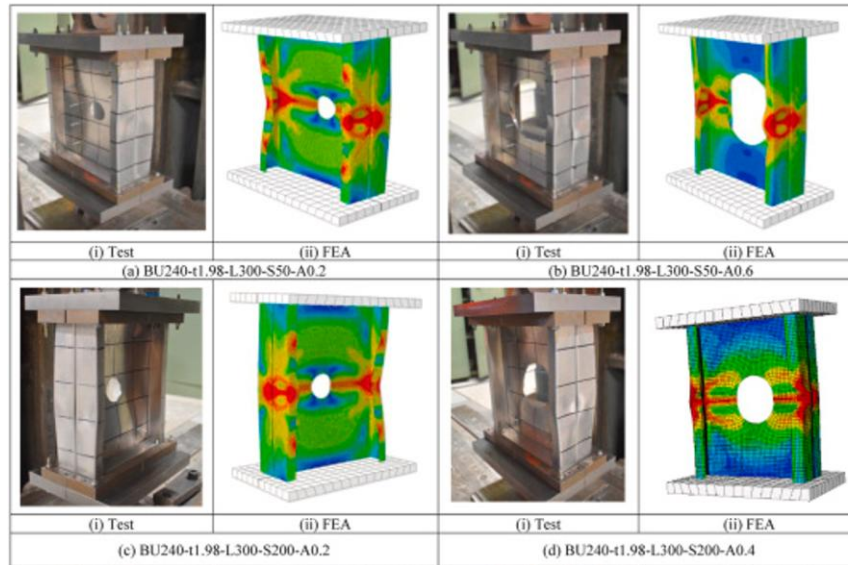 (i) Test (ii) FEA (i) Test (ii) FEA
(a) BU240-t1.98-L300-S50-A0.2 (b) BU240-t1.98-L300-S50-A0.6
(i) Test (ii) FEA (i) Test (ii) FEA
(c) BU240-t1.98-L300-S200-A0.2 (d) BU240-t1.98-L300-S200-A0.4